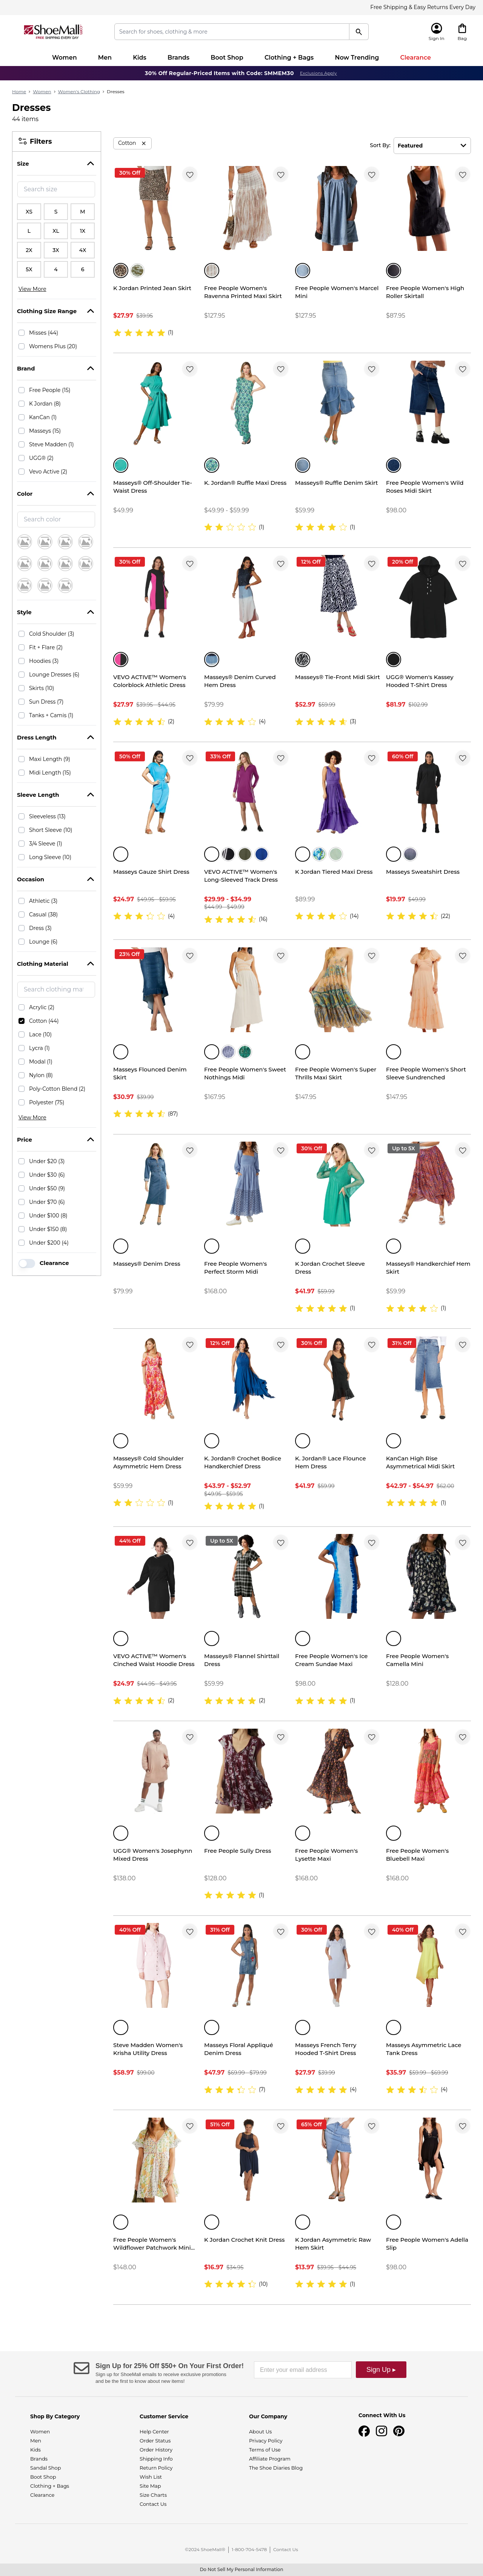 Free Shipping & Easy Returns Every Day
ShoeMall
FREE SHIPPING EVERY DAY
Search for shoes, clothing & more
Sign In
Bag
Women
Men
Kids
Brands
Boot Shop
Clothing + Bags
Now Trending
Clearance
30% Off Regular-Priced Items with Code: SMMEM30 Exclusions Apply
Home > Women > Women's Clothing > Dresses
Dresses
44 items
Filters
Size
Search size
XS
S
M
L
XL
1X
2X
3X
4X
5X
4
6
View More
Clothing Size Range
Misses (44)
Womens Plus (20)
Brand
Free People (15)
K Jordan (8)
KanCan (1)
Masseys (15)
Steve Madden (1)
UGG® (2)
Vevo Active (2)
Color
Search color
Style
Cold Shoulder (3)
Fit + Flare (2)
Hoodies (3)
Lounge Dresses (6)
Skirts (10)
Sun Dress (7)
Tanks + Camis (1)
Dress Length
Maxi Length (9)
Midi Length (15)
Sleeve Length
Sleeveless (13)
Short Sleeve (10)
3/4 Sleeve (1)
Long Sleeve (10)
Occasion
Athletic (3)
Casual (38)
Dress (3)
Lounge (6)
Clothing Material
Search clothing ma
Acrylic (2)
Cotton (44)
Lace (10)
Lycra (1)
Modal (1)
Nylon (8)
Poly-Cotton Blend (2)
Polyester (75)
View More
Price
Under $20 (3)
Under $30 (6)
Under $50 (9)
Under $70 (6)
Under $100 (8)
Under $150 (8)
Under $200 (4)
Clearance
Cotton
Sort By:
Featured
30% Off
K Jordan Printed Jean Skirt
$27.97 $39.95
(1)
Free People Women's Ravenna Printed Maxi Skirt
$127.95
Free People Women's Marcel Mini
$127.95
Free People Women's High Roller Skirtall
$87.95
Masseys® Off-Shoulder Tie-Waist Dress
$49.99
K. Jordan® Ruffle Maxi Dress
$49.99 - $59.99
(1)
Masseys® Ruffle Denim Skirt
$59.99
(1)
Free People Women's Wild Roses Midi Skirt
$98.00
30% Off
VEVO ACTIVE™ Women's Colorblock Athletic Dress
$27.97 $39.95 - $44.95
(2)
Masseys® Denim Curved Hem Dress
$79.99
(4)
12% Off
Masseys® Tie-Front Midi Skirt
$52.97 $59.99
(3)
20% Off
UGG® Women's Kassey Hooded T-Shirt Dress
$81.97 $102.99
50% Off
Masseys Gauze Shirt Dress
$24.97 $49.95 - $59.95
(4)
33% Off
VEVO ACTIVE™ Women's Long-Sleeved Track Dress
$29.99 - $34.99
$44.99 - $49.99
(16)
K Jordan Tiered Maxi Dress
$89.99
(14)
60% Off
Masseys Sweatshirt Dress
$19.97 $49.99
(22)
23% Off
Masseys Flounced Denim Skirt
$30.97 $39.99
(87)
Free People Women's Sweet Nothings Midi
$167.95
Free People Women's Super Thrills Maxi Skirt
$147.95
Free People Women's Short Sleeve Sundrenched
$147.95
Masseys® Denim Dress
$79.99
Free People Women's Perfect Storm Midi
$168.00
30% Off
K Jordan Crochet Sleeve Dress
$41.97 $59.99
(1)
Up to 5X
Masseys® Handkerchief Hem Skirt
$59.99
(1)
Masseys® Cold Shoulder Asymmetric Hem Dress
$59.99
(1)
12% Off
K. Jordan® Crochet Bodice Handkerchief Dress
$43.97 - $52.97
$49.95 - $59.95
(1)
30% Off
K. Jordan® Lace Flounce Hem Dress
$41.97 $59.99
31% Off
KanCan High Rise Asymmetrical Midi Skirt
$42.97 - $54.97 $62.00
(1)
44% Off
VEVO ACTIVE™ Women's Cinched Waist Hoodie Dress
$24.97 $44.95 - $49.95
(2)
Up to 5X
Masseys® Flannel Shirttail Dress
$59.99
(2)
Free People Women's Ice Cream Sundae Maxi
$98.00
(1)
Free People Women's Camella Mini
$128.00
UGG® Women's Josephynn Mixed Dress
$138.00
Free People Sully Dress
$128.00
(1)
Free People Women's Lysette Maxi
$168.00
Free People Women's Bluebell Maxi
$168.00
40% Off
Steve Madden Women's Krisha Utility Dress
$58.97 $99.00
31% Off
Masseys Floral Appliqué Denim Dress
$47.97 $69.99 - $79.99
(7)
30% Off
Masseys French Terry Hooded T-Shirt Dress
$27.97 $39.99
(4)
40% Off
Masseys Asymmetric Lace Tank Dress
$35.97 $59.99 - $69.99
(4)
Free People Women's Wildflower Patchwork Mini...
$148.00
51% Off
K Jordan Crochet Knit Dress
$16.97 $34.95
(10)
65% Off
K Jordan Asymmetric Raw Hem Skirt
$13.97 $39.95 - $44.95
(1)
Free People Women's Adella Slip
$98.00
Sign Up for 25% Off $50+ On Your First Order!
Sign up for ShoeMall emails to receive exclusive promotions
and be the first to know about new items!
Enter your email address
Sign Up ▸
Shop By Category
Women
Men
Kids
Brands
Sandal Shop
Boot Shop
Clothing + Bags
Clearance
Customer Service
Help Center
Order Status
Order History
Shipping Info
Return Policy
Wish List
Site Map
Size Charts
Contact Us
Our Company
About Us
Privacy Policy
Terms of Use
Affiliate Program
The Shoe Diaries Blog
Connect With Us
©2024 ShoeMall® | 1-800-704-5478 | Contact Us
Do Not Sell My Personal Information